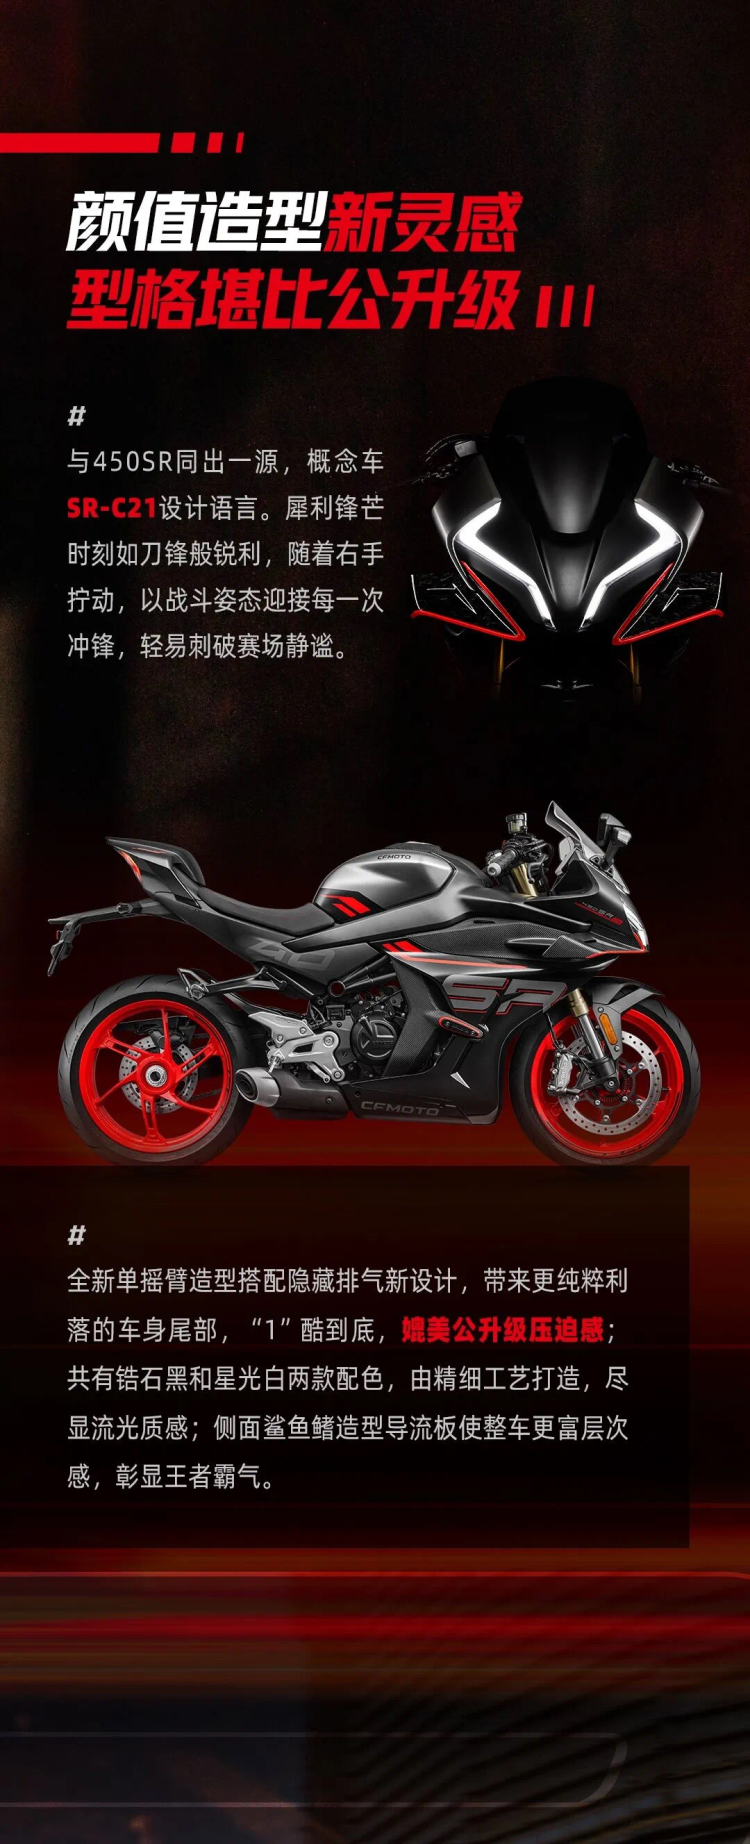 颜值造型新灵感
型格堪比公升级
#
与450SR同出一源，概念车
SR-C21设计语言。犀利锋芒
时刻如刀锋般锐利，随着右手
拧动，以战斗姿态迎接每一次
冲锋，轻易刺破赛场静谧。
CFMOTO
450SR S
SR
CFMOTO
#
全新单摇臂造型搭配隐藏排气新设计，带来更纯粹利
落的车身尾部，“1”酷到底，媲美公升级压迫感；
共有锆石黑和星光白两款配色，由精细工艺打造，尽
显流光质感；侧面鲨鱼鳍造型导流板使整车更富层次
感，彰显王者霸气。